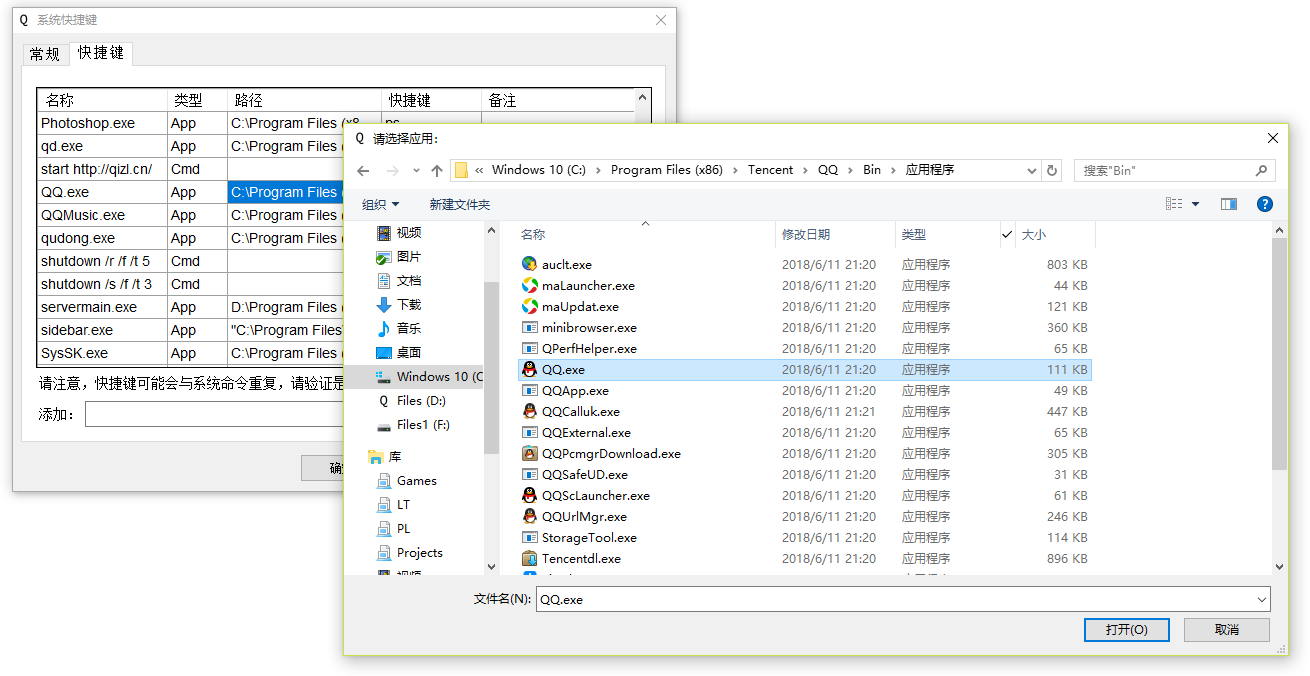 Q 系统快捷键
常规 快捷键
名称 类型 路径 快捷键 备注
Photoshop.exe App C:\Program Files (x8 ps
qd.exe App C:\Program Files (
start http://qizl.cn/ Cmd
QQ.exe App C:\Program Files (
QQMusic.exe App C:\Program Files (
qudong.exe App C:\Program Files (
shutdown /r /f /t 5 Cmd
shutdown /s /f /t 3 Cmd
servermain.exe App D:\Program Files (
sidebar.exe App "C:\Program Files\
SysSK.exe App C:\Program Files (
请注意，快捷键可能会与系统命令重复，请验证是
添加：
确
Q 请选择应用:
« Windows 10 (C:) › Program Files (x86) › Tencent › QQ › Bin › 应用程序
搜索"Bin"
组织 新建文件夹
视频
图片
文档
下载
音乐
桌面
Windows 10 (C
Q Files (D:)
Files1 (F:)
库
Games
LT
PL
Projects
视频
名称 修改日期 类型 大小
auclt.exe 2018/6/11 21:20 应用程序 803 KB
maLauncher.exe 2018/6/11 21:20 应用程序 44 KB
maUpdat.exe 2018/6/11 21:20 应用程序 121 KB
minibrowser.exe 2018/6/11 21:20 应用程序 360 KB
QPerfHelper.exe 2018/6/11 21:20 应用程序 65 KB
QQ.exe 2018/6/11 21:20 应用程序 111 KB
QQApp.exe 2018/6/11 21:20 应用程序 49 KB
QQCalluk.exe 2018/6/11 21:21 应用程序 447 KB
QQExternal.exe 2018/6/11 21:20 应用程序 65 KB
QQPcmgrDownload.exe 2018/6/11 21:20 应用程序 305 KB
QQSafeUD.exe 2018/6/11 21:20 应用程序 31 KB
QQScLauncher.exe 2018/6/11 21:20 应用程序 61 KB
QQUrlMgr.exe 2018/6/11 21:20 应用程序 246 KB
StorageTool.exe 2018/6/11 21:20 应用程序 114 KB
Tencentdl.exe 2018/6/11 21:20 应用程序 896 KB
文件名(N): QQ.exe
打开(O) 取消